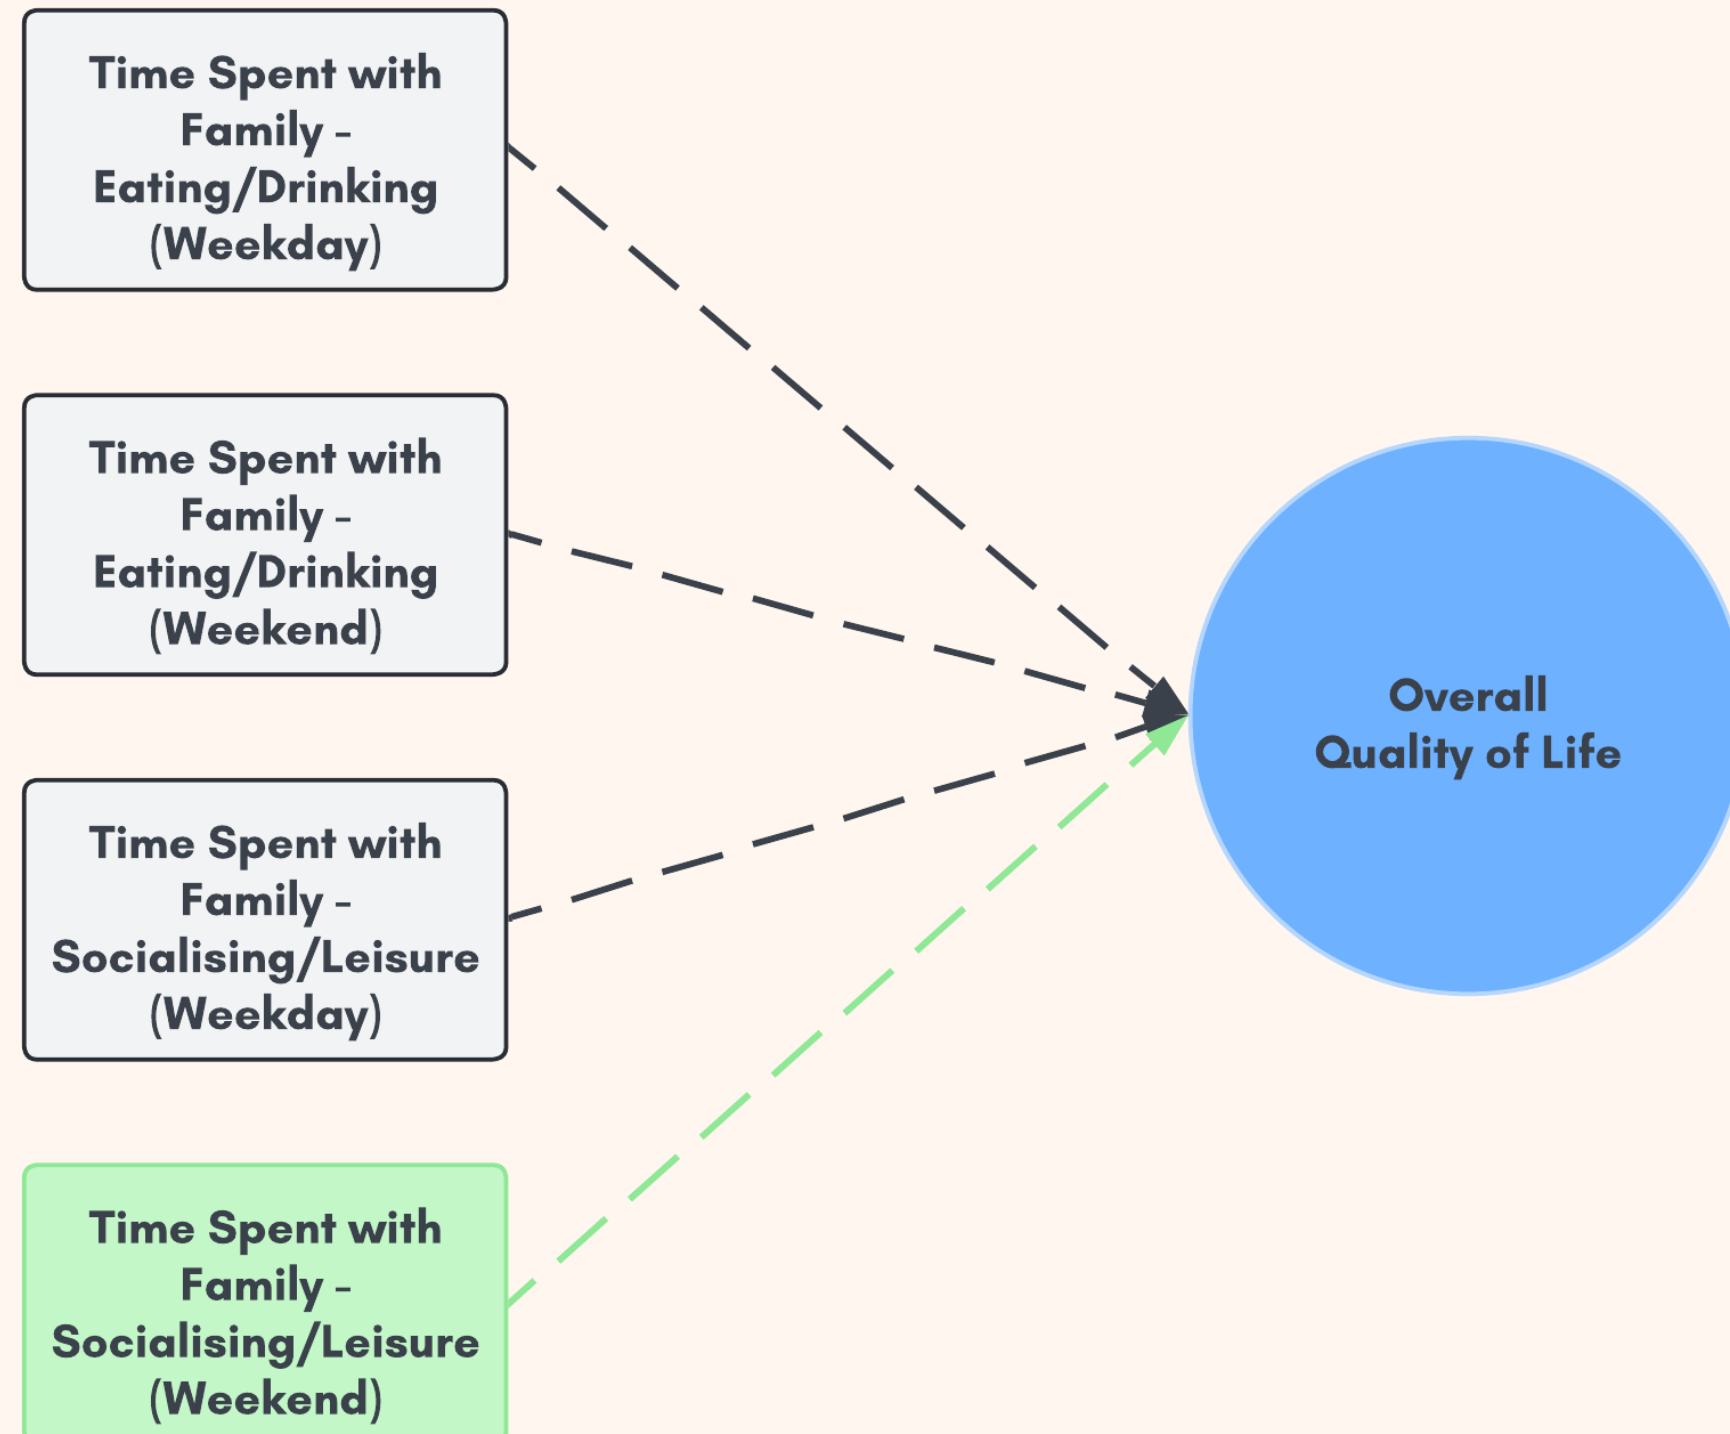 Time Spent with
Family -
Eating/Drinking
(Weekday)
Time Spent with
Family -
Eating/Drinking
(Weekend)
Time Spent with
Family -
Socialising/Leisure
(Weekday)
Time Spent with
Family -
Socialising/Leisure
(Weekend)
Overall
Quality of Life